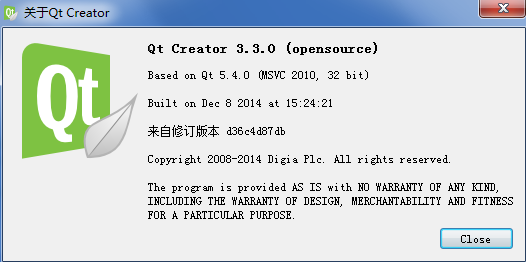 关于Qt Creator
Qt
Qt Creator 3.3.0 (opensource)
Based on Qt 5.4.0 (MSVC 2010, 32 bit)
Built on Dec 8 2014 at 15:24:21
来自修订版本 d36c4d87db
Copyright 2008-2014 Digia Plc. All rights reserved.
The program is provided AS IS with NO WARRANTY OF ANY KIND,
INCLUDING THE WARRANTY OF DESIGN, MERCHANTABILITY AND FITNESS
FOR A PARTICULAR PURPOSE.
Close